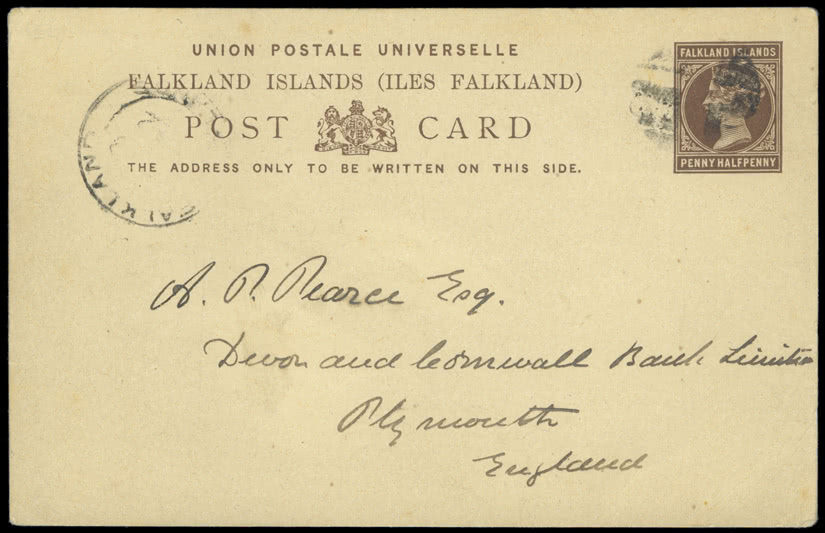 UNION POSTALE UNIVERSELLE
FALKLAND ISLANDS (ILES FALKLAND)
POST CARD
THE ADDRESS ONLY TO BE WRITTEN ON THIS SIDE.
FALKLAND ISLANDS
PENNY HALFPENNY
FALKLAND
A. P. Pearce Esq.
Devon and Cornwall Bank Limited
Plymouth
England